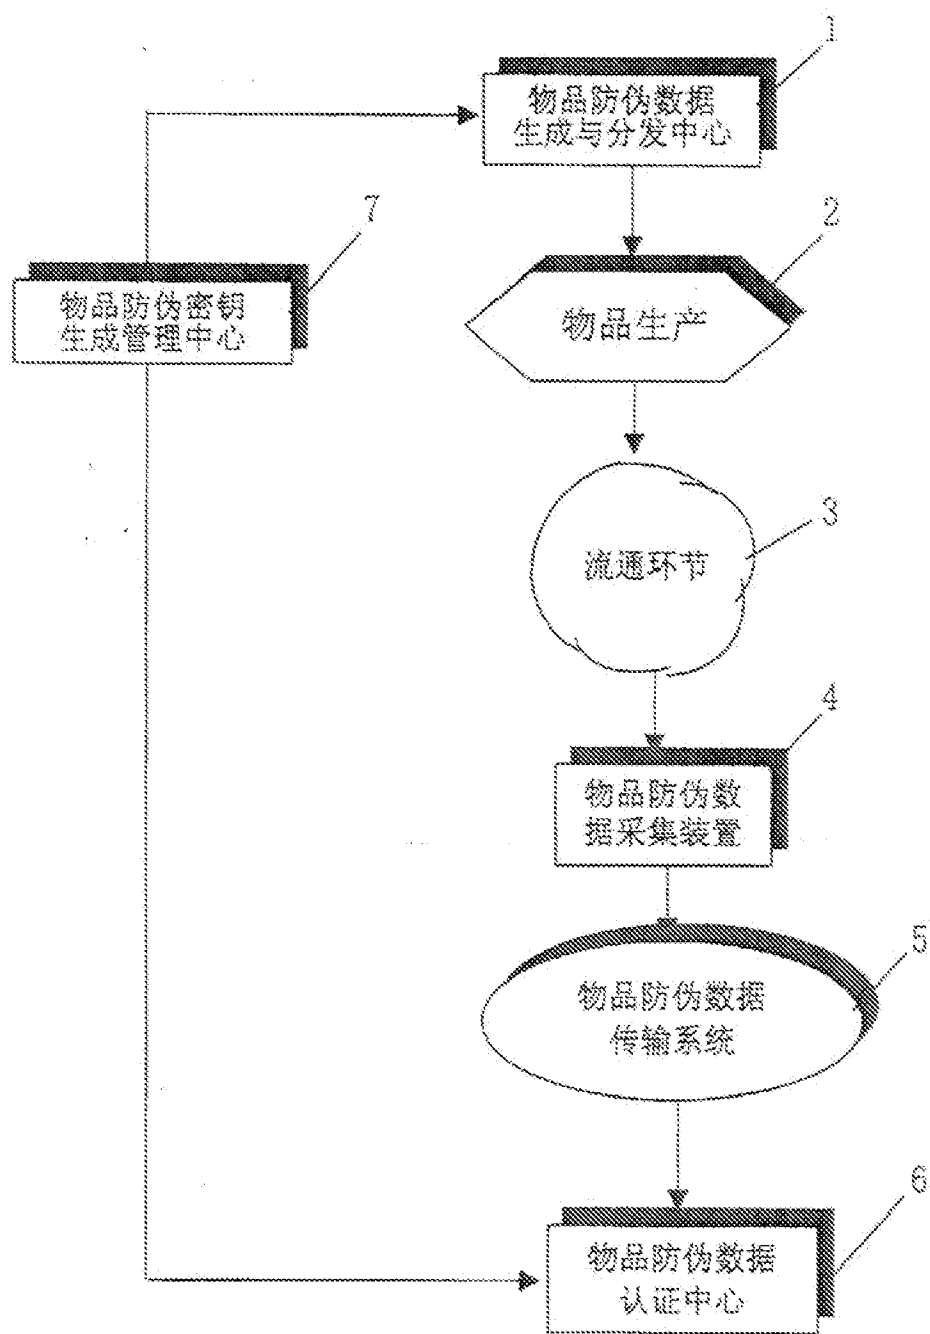 1
物品防伪数据
生成与分发中心
7
2
物品防伪密钥
生成管理中心
物品生产
3
流通环节
4
物品防伪数
据采集装置
5
物品防伪数据
传输系统
6
物品防伪数据
认证中心